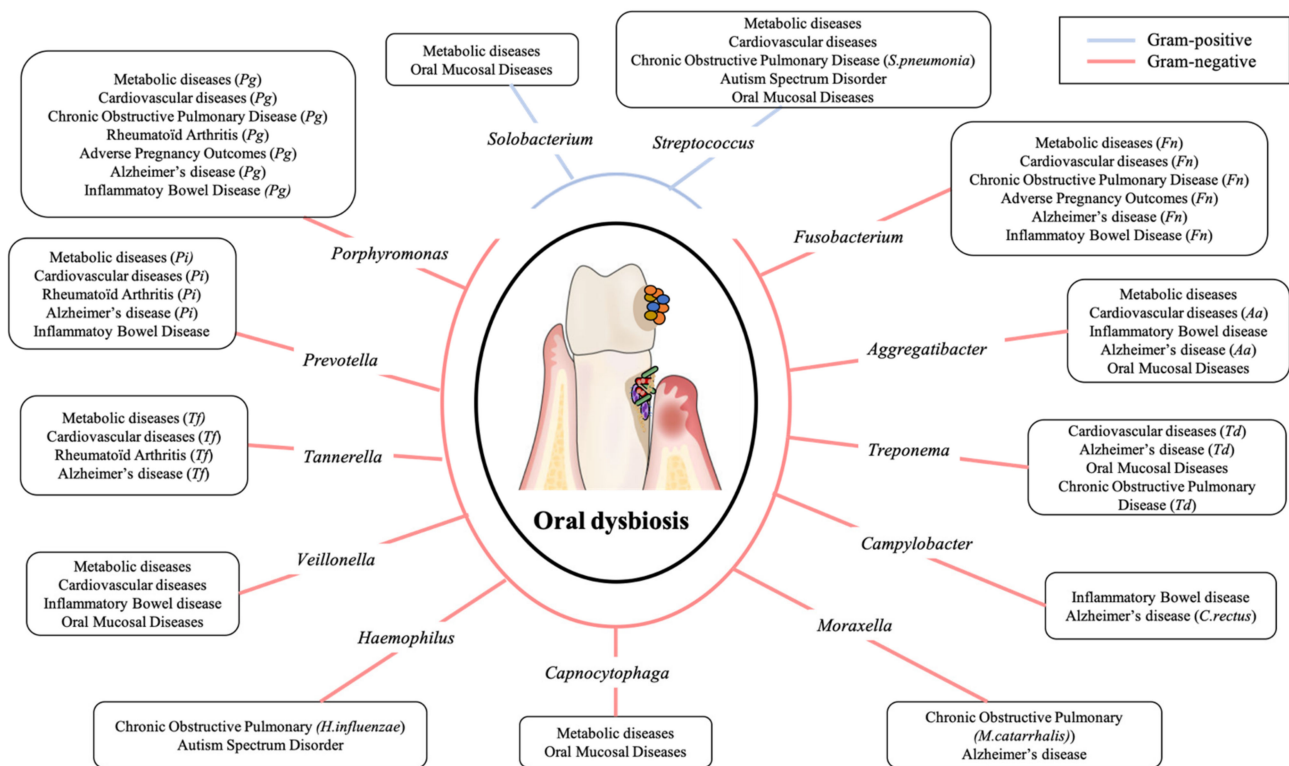 Metabolic diseases
Oral Mucosal Diseases
Solobacterium
Metabolic diseases
Cardiovascular diseases
Chronic Obstructive Pulmonary Disease (S.pneumonia)
Autism Spectrum Disorder
Oral Mucosal Diseases
Streptococcus
Gram-positive
Gram-negative
Metabolic diseases (Pg)
Cardiovascular diseases (Pg)
Chronic Obstructive Pulmonary Disease (Pg)
Rheumatoïd Arthritis (Pg)
Adverse Pregnancy Outcomes (Pg)
Alzheimer's disease (Pg)
Inflammatoy Bowel Disease (Pg)
Porphyromonas
Metabolic diseases (Fn)
Cardiovascular diseases (Fn)
Chronic Obstructive Pulmonary Disease (Fn)
Adverse Pregnancy Outcomes (Fn)
Alzheimer's disease (Fn)
Inflammatoy Bowel Disease (Fn)
Fusobacterium
Metabolic diseases (Pi)
Cardiovascular diseases (Pi)
Rheumatoïd Arthritis (Pi)
Alzheimer's disease (Pi)
Inflammatoy Bowel Disease
Prevotella
Metabolic diseases
Cardiovascular diseases (Aa)
Inflammatory Bowel disease
Alzheimer's disease (Aa)
Oral Mucosal Diseases
Aggregatibacter
Metabolic diseases (Tf)
Cardiovascular diseases (Tf)
Rheumatoïd Arthritis (Tf)
Alzheimer's disease (Tf)
Tannerella
Cardiovascular diseases (Td)
Alzheimer's disease (Td)
Oral Mucosal Diseases
Chronic Obstructive Pulmonary
Disease (Td)
Treponema
Oral dysbiosis
Metabolic diseases
Cardiovascular diseases
Inflammatory Bowel disease
Oral Mucosal Diseases
Veillonella
Campylobacter
Inflammatory Bowel disease
Alzheimer's disease (C.rectus)
Haemophilus
Chronic Obstructive Pulmonary (H.influenzae)
Autism Spectrum Disorder
Capnocytophaga
Metabolic diseases
Oral Mucosal Diseases
Moraxella
Chronic Obstructive Pulmonary
(M.catarrhalis))
Alzheimer's disease